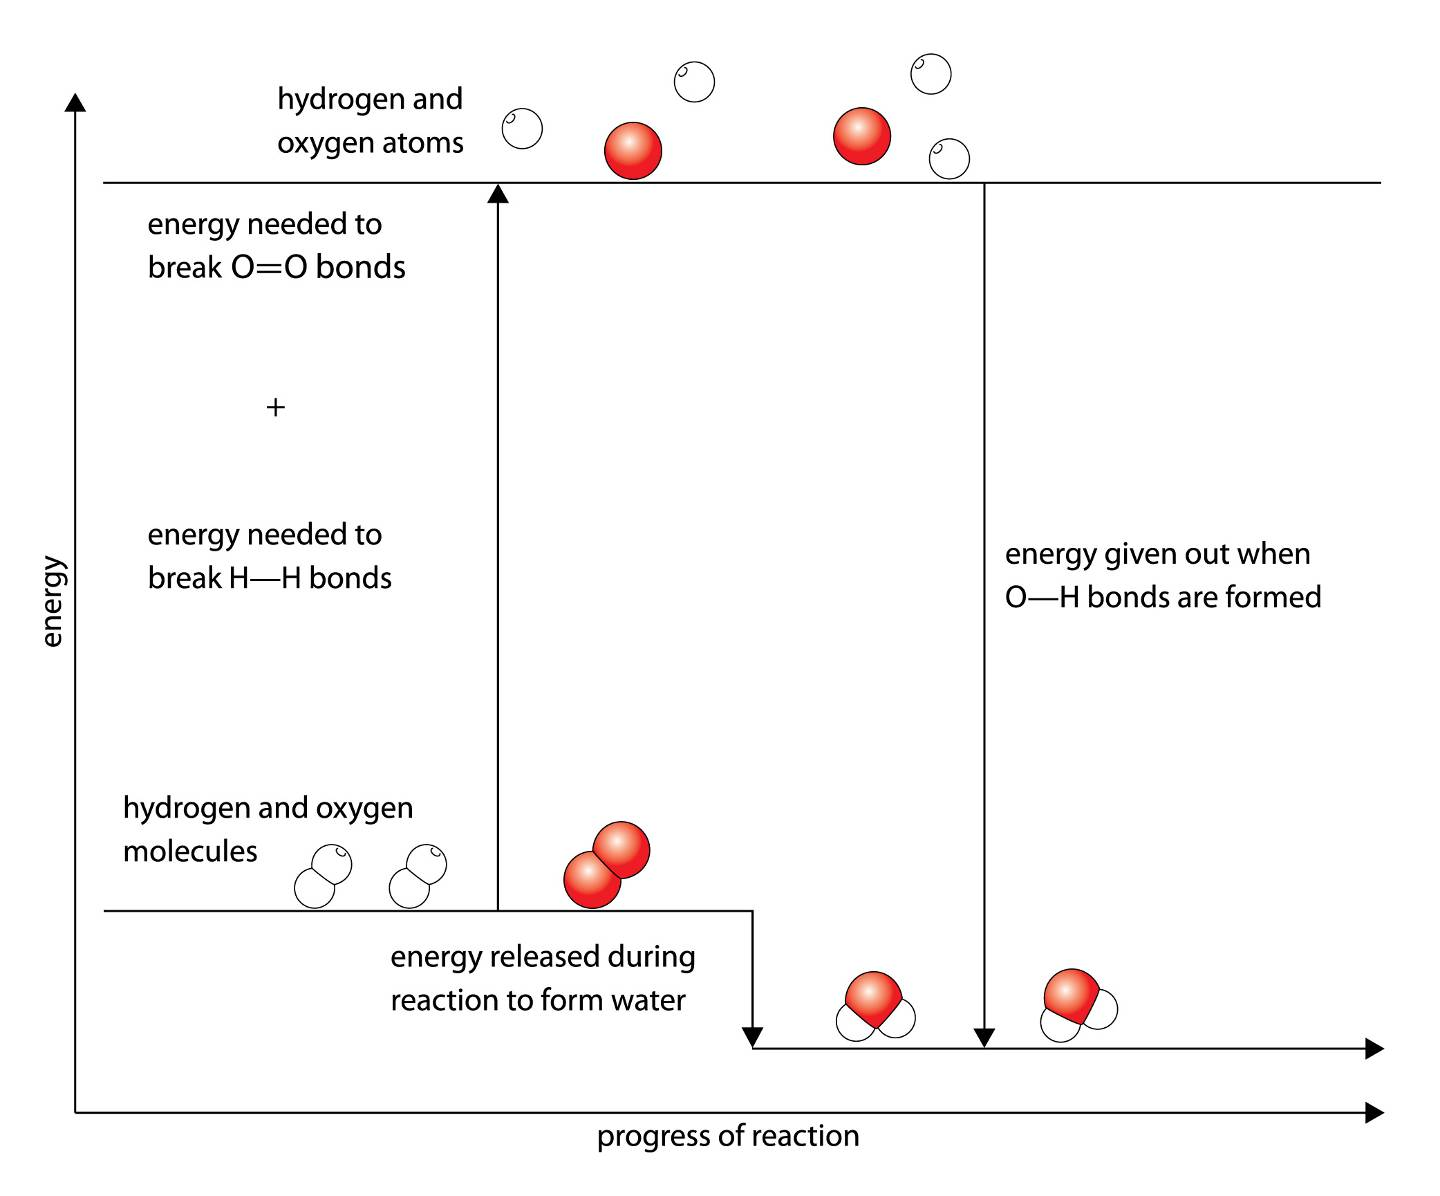 hydrogen and
oxygen atoms
energy needed to
break O=O bonds
+
energy needed to
break H—H bonds
energy given out when
O—H bonds are formed
energy
hydrogen and oxygen
molecules
energy released during
reaction to form water
progress of reaction